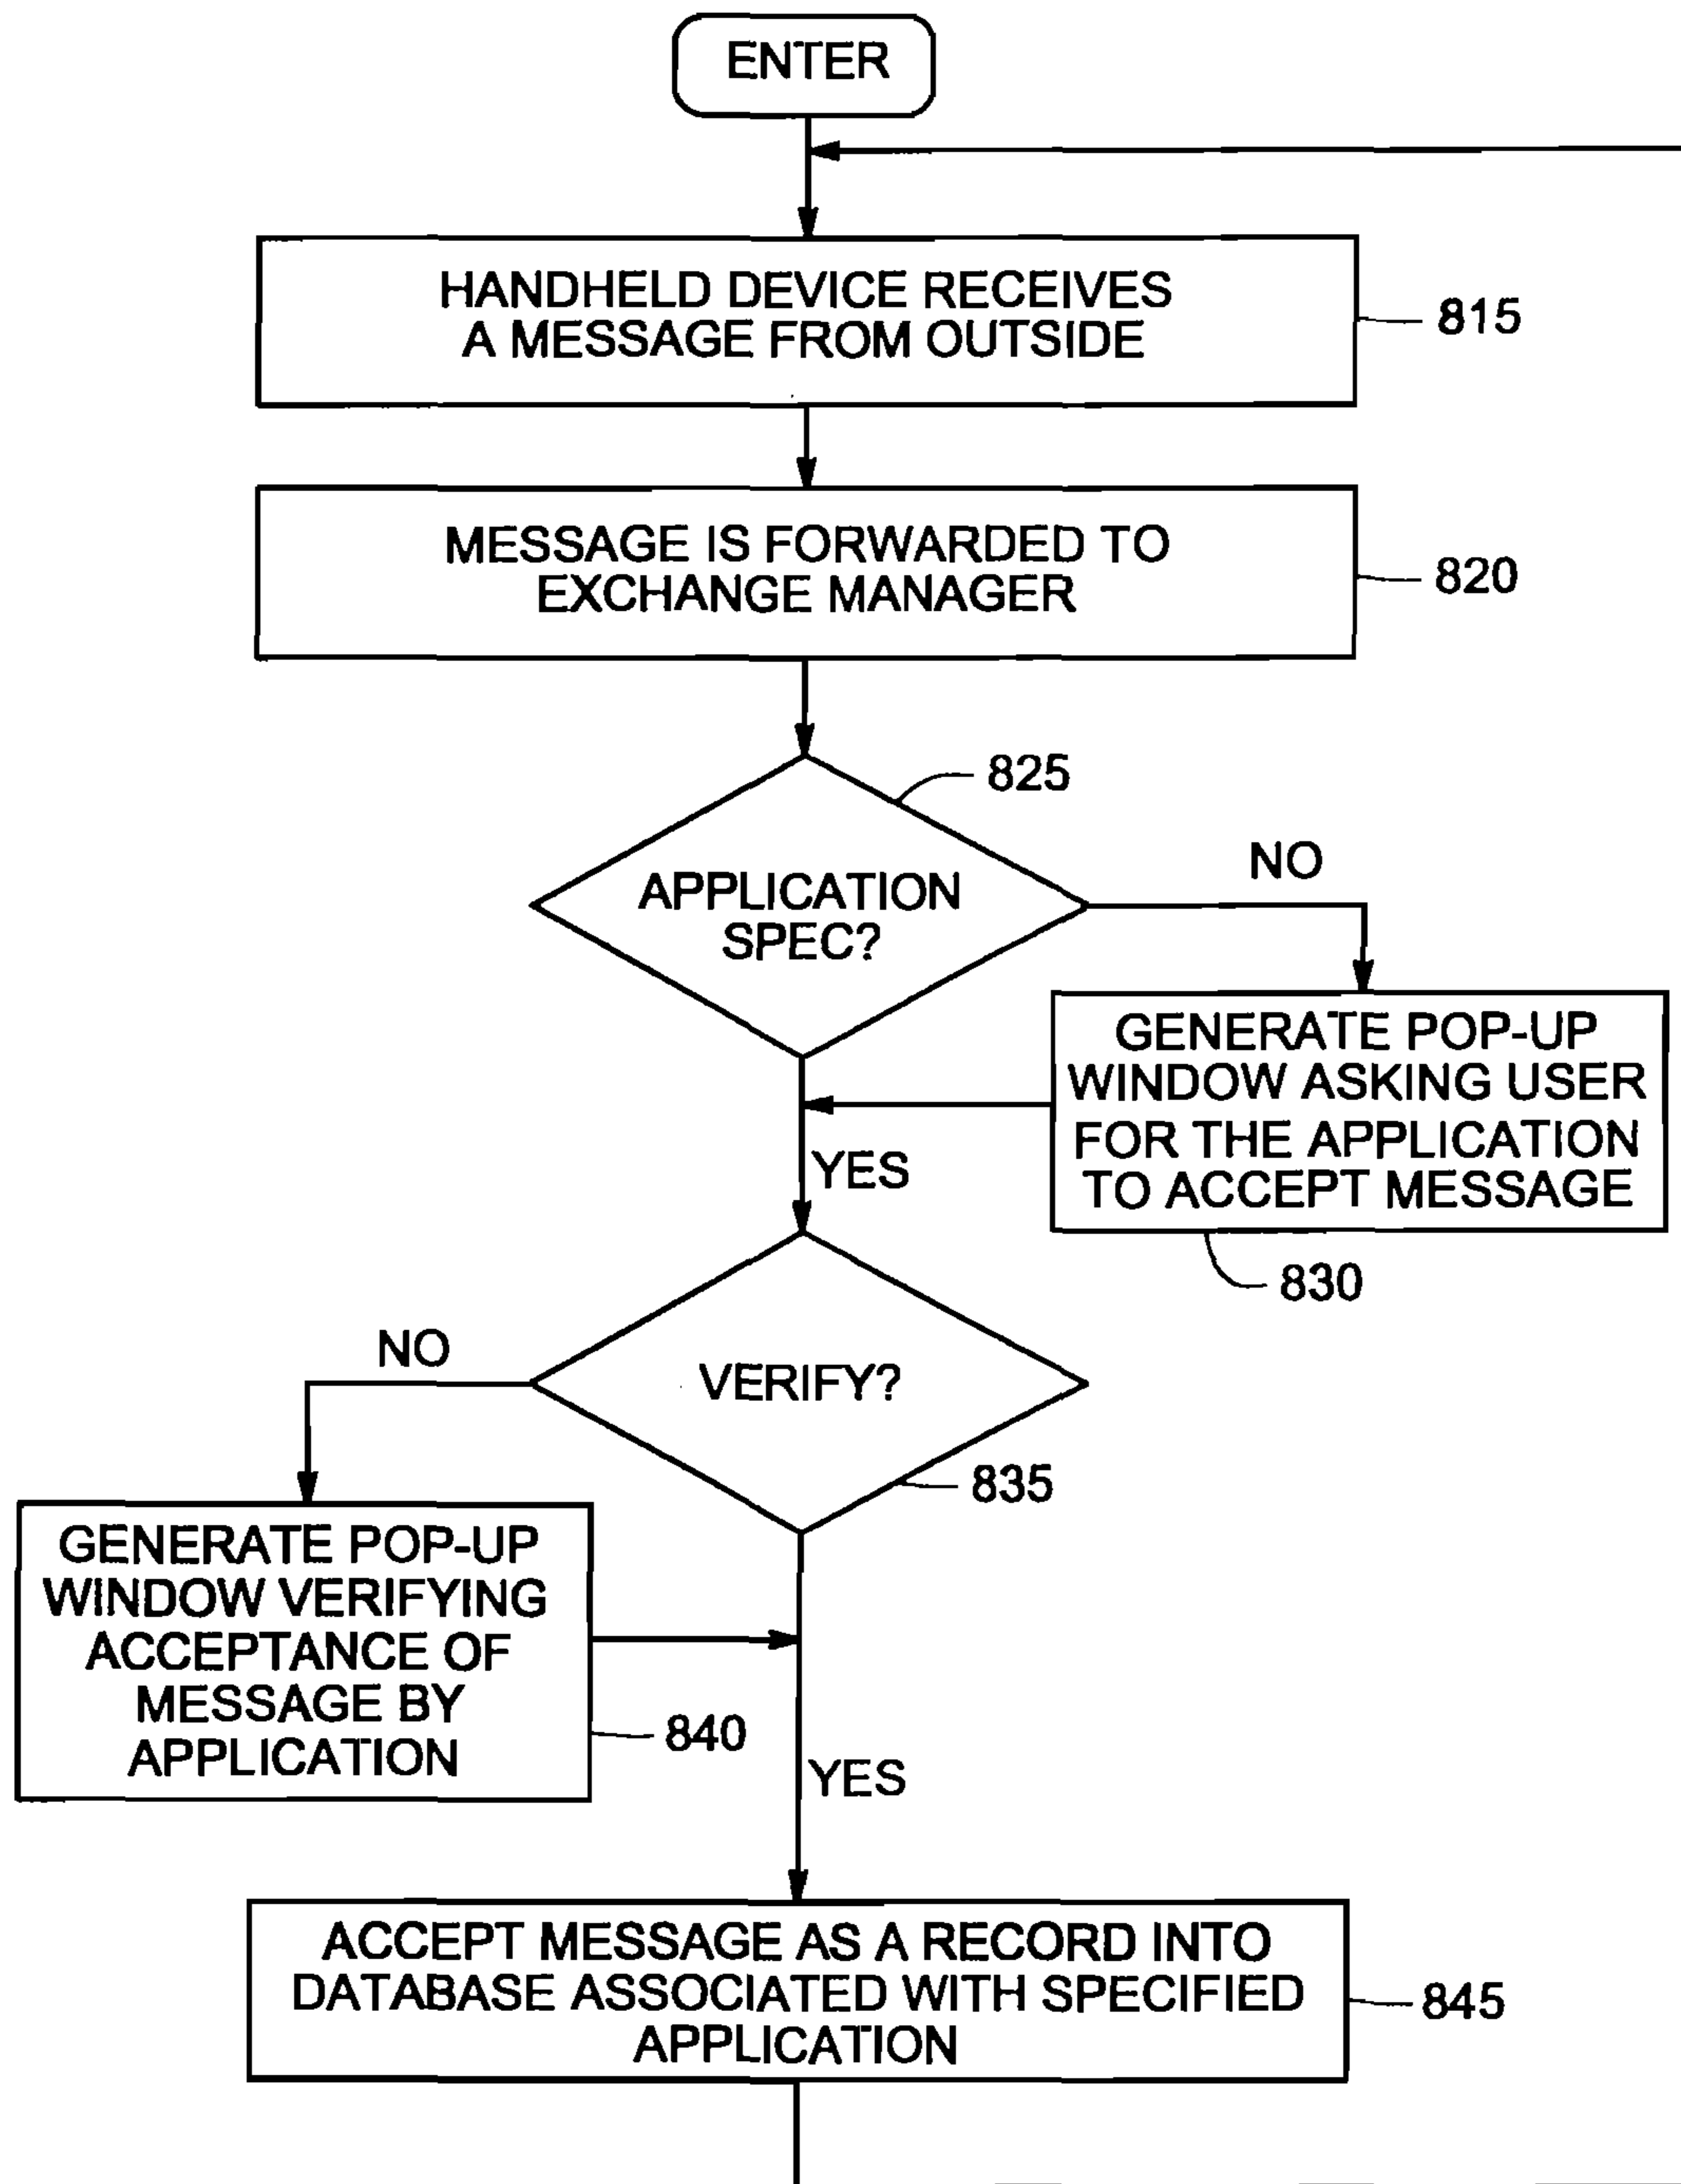 ENTER
HANDHELD DEVICE RECEIVES
A MESSAGE FROM OUTSIDE
815
MESSAGE IS FORWARDED TO
EXCHANGE MANAGER
820
825
APPLICATION
SPEC?
NO
GENERATE POP-UP
WINDOW ASKING USER
FOR THE APPLICATION
TO ACCEPT MESSAGE
830
YES
VERIFY?
835
NO
GENERATE POP-UP
WINDOW VERIFYING
ACCEPTANCE OF
MESSAGE BY
APPLICATION
840
YES
ACCEPT MESSAGE AS A RECORD INTO
DATABASE ASSOCIATED WITH SPECIFIED
APPLICATION
845